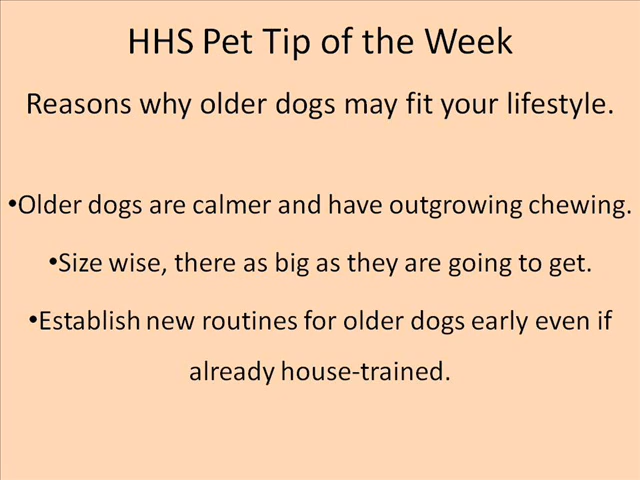 HHS Pet Tip of the Week
Reasons why older dogs may fit your lifestyle.
•Older dogs are calmer and have outgrowing chewing.
•Size wise, there as big as they are going to get.
•Establish new routines for older dogs early even if
already house-trained.